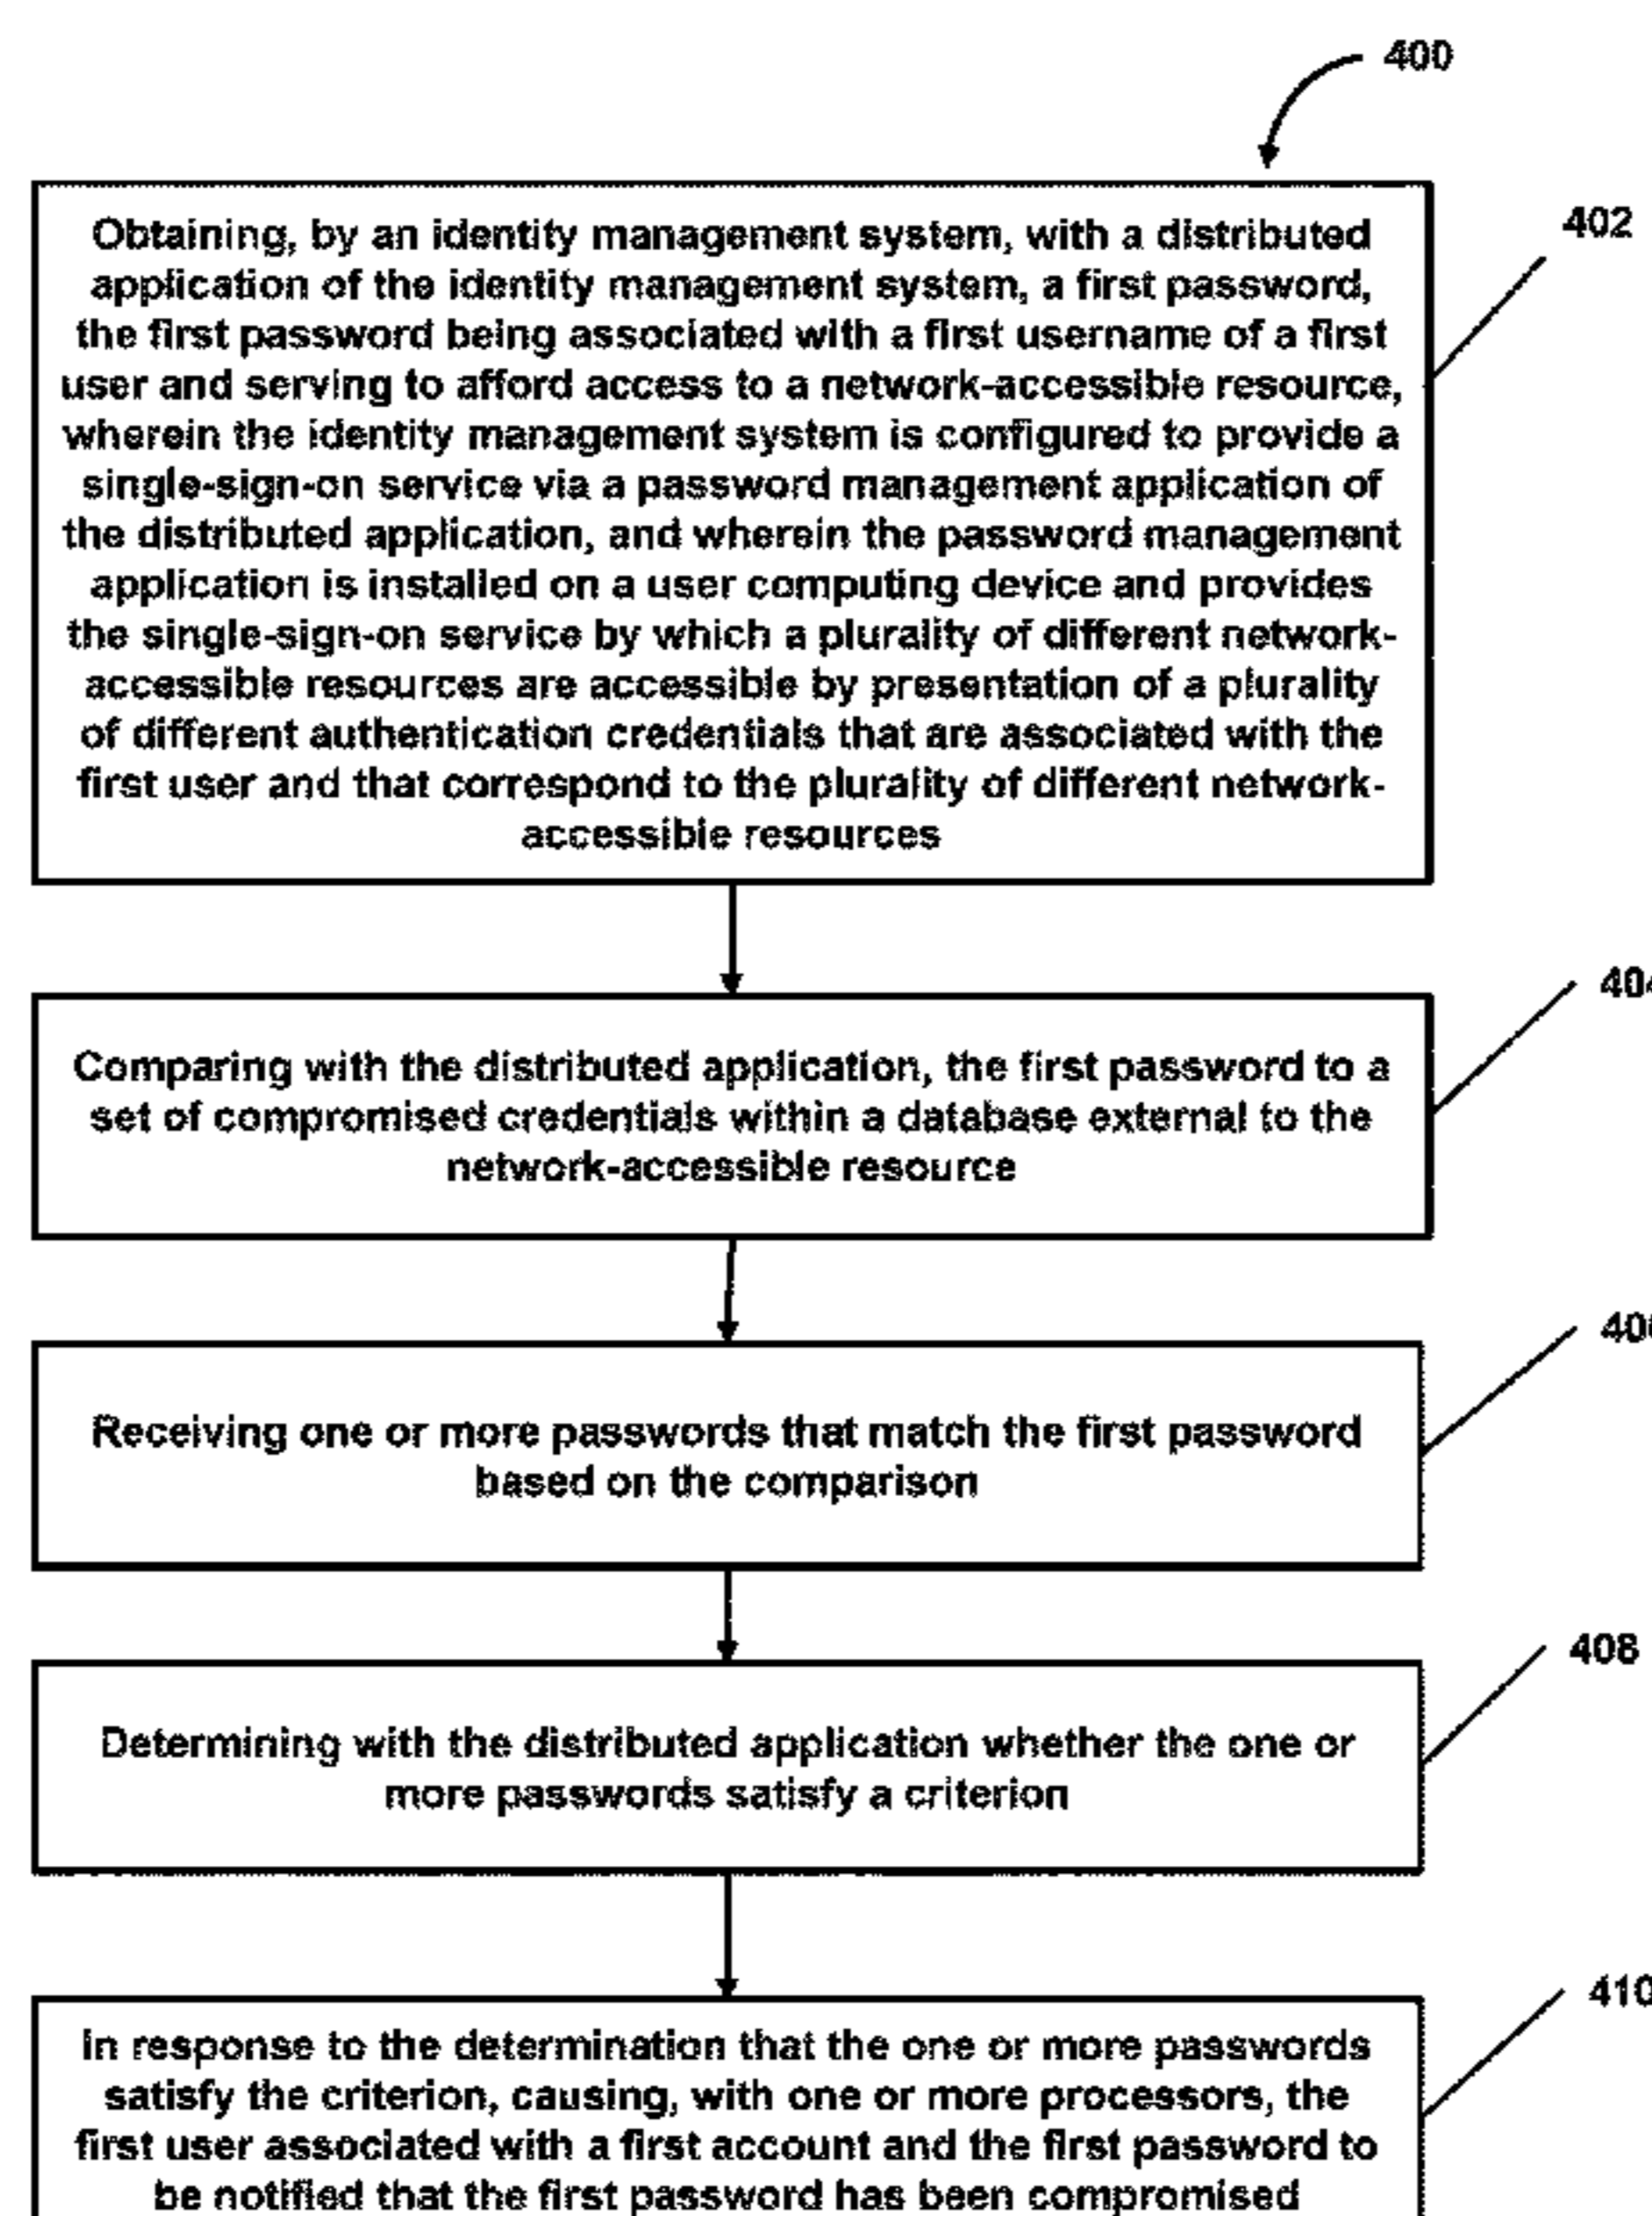 400
402
Obtaining, by an identity management system, with a distributed
application of the identity management system, a first password,
the first password being associated with a first username of a first
user and serving to afford access to a network-accessible resource,
wherein the identity management system is configured to provide a
single-sign-on service via a password management application of
the distributed application, and wherein the password management
application is installed on a user computing device and provides
the single-sign-on service by which a plurality of different network-
accessible resources are accessible by presentation of a plurality
of different authentication credentials that are associated with the
first user and that correspond to the plurality of different network-
accessible resources
404
Comparing with the distributed application, the first password to a
set of compromised credentials within a database external to the
network-accessible resource
406
Receiving one or more passwords that match the first password
based on the comparison
408
Determining with the distributed application whether the one or
more passwords satisfy a criterion
410
In response to the determination that the one or more passwords
satisfy the criterion, causing, with one or more processors, the
first user associated with a first account and the first password to
be notified that the first password has been compromised